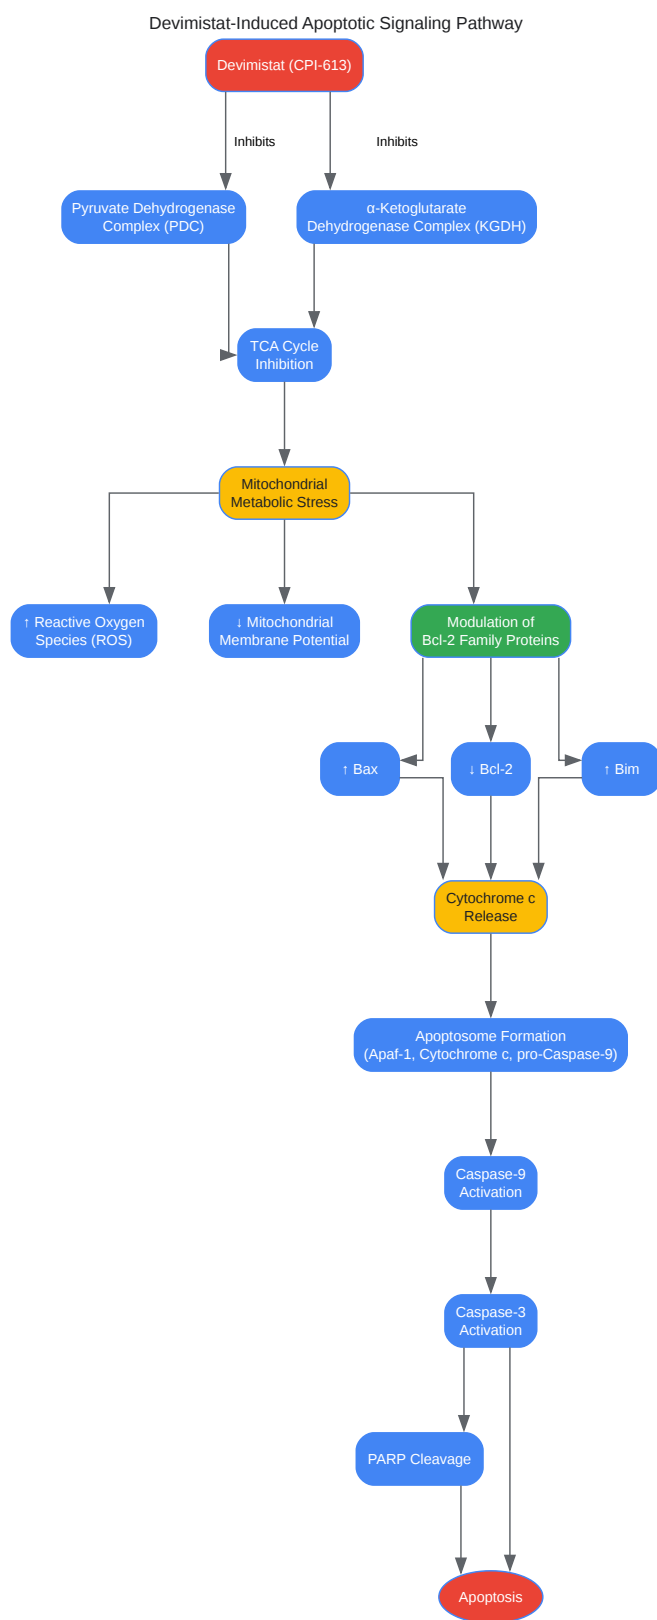 Devimistat-Induced Apoptotic Signaling Pathway
Devimistat (CPI-613)
Inhibits
Inhibits
Pyruvate Dehydrogenase
Complex (PDC)
α-Ketoglutarate
Dehydrogenase Complex (KGDH)
TCA Cycle
Inhibition
Mitochondrial
Metabolic Stress
↑ Reactive Oxygen
Species (ROS)
↓ Mitochondrial
Membrane Potential
Modulation of
Bcl-2 Family Proteins
↑ Bax
↓ Bcl-2
↑ Bim
Cytochrome c
Release
Apoptosome Formation
(Apaf-1, Cytochrome c, pro-Caspase-9)
Caspase-9
Activation
Caspase-3
Activation
PARP Cleavage
Apoptosis